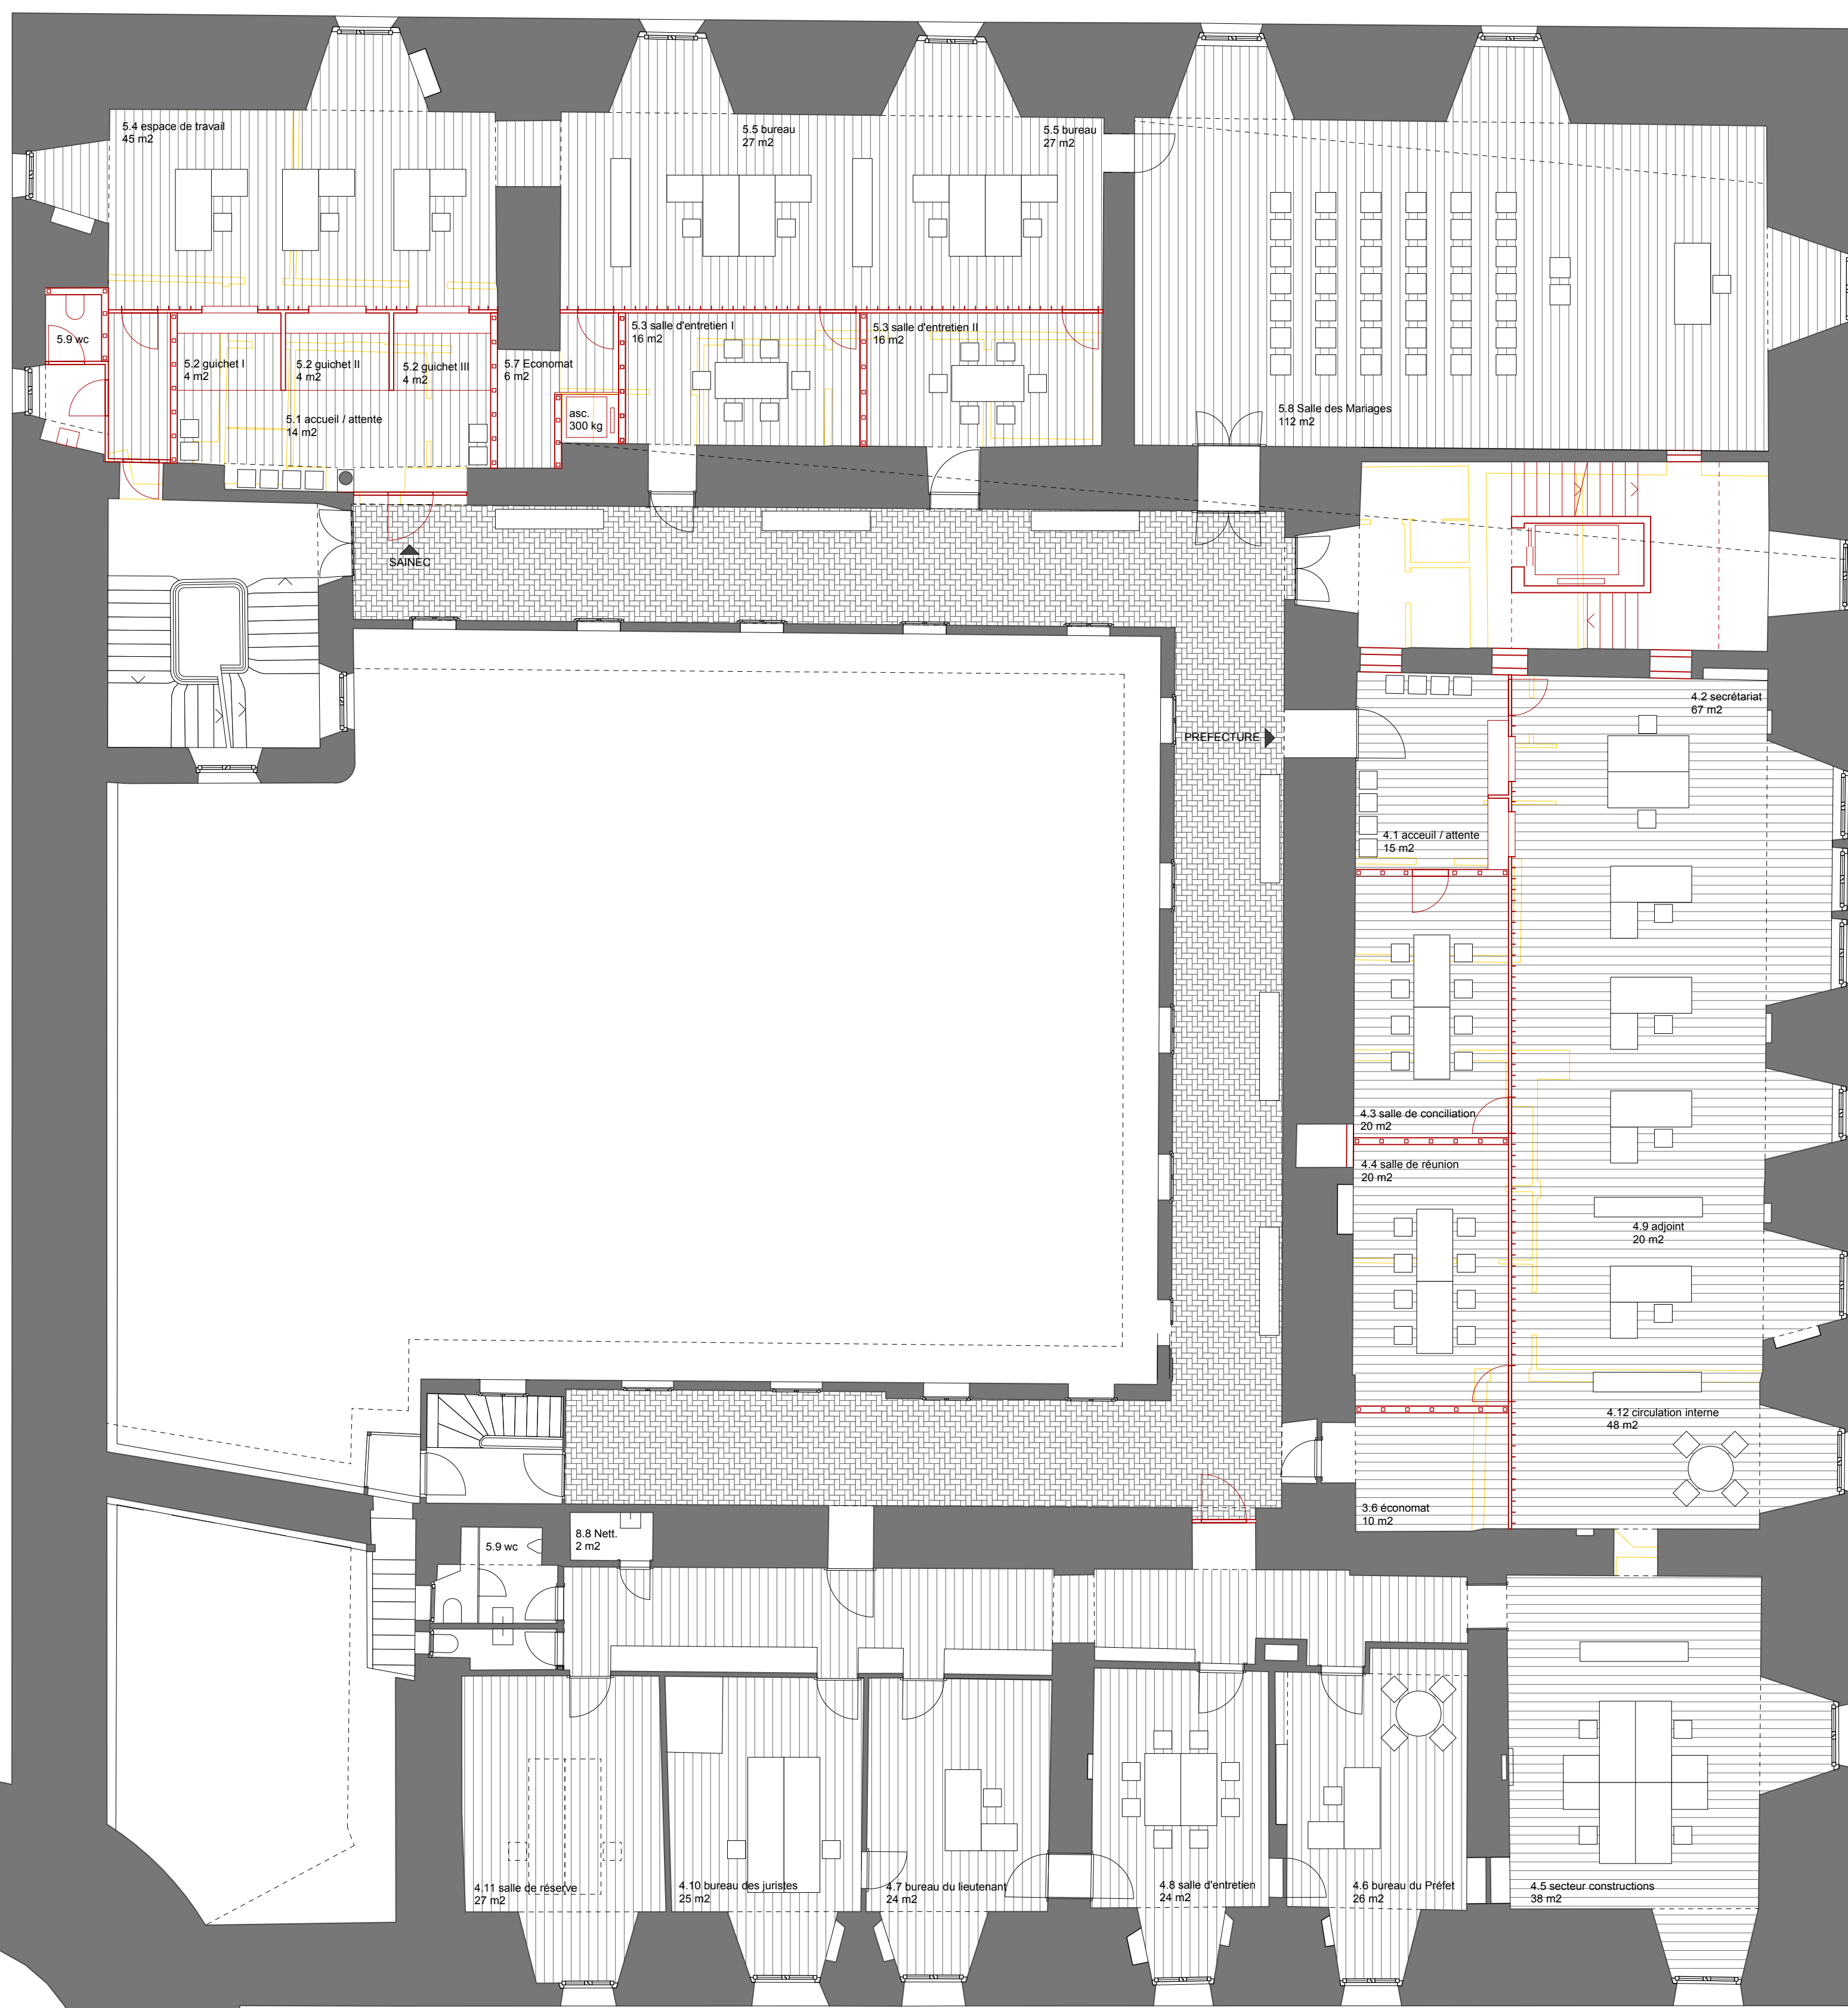 5.4 espace de travail
45 m2
5.5 bureau
27 m2
5.5 bureau
27 m2
5.9 wc
5.2 guichet I
4 m2
5.2 guichet II
4 m2
5.2 guichet III
4 m2
5.7 Economat
6 m2
5.3 salle d'entretien I
16 m2
5.3 salle d'entretien II
16 m2
5.1 accueil / attente
14 m2
asc.
300 kg
5.8 Salle des Mariages
112 m2
SAINEC
PREFECTURE
4.2 secrétariat
67 m2
4.1 acceuil / attente
15 m2
4.3 salle de conciliation
20 m2
4.4 salle de réunion
20 m2
4.9 adjoint
20 m2
4.12 circulation interne
48 m2
3.6 économat
10 m2
5.9 wc
8.8 Nett.
2 m2
4.11 salle de réserve
27 m2
4.10 bureau des juristes
25 m2
4.7 bureau du lieutenant
24 m2
4.8 salle d'entretien
24 m2
4.6 bureau du Préfet
26 m2
4.5 secteur constructions
38 m2